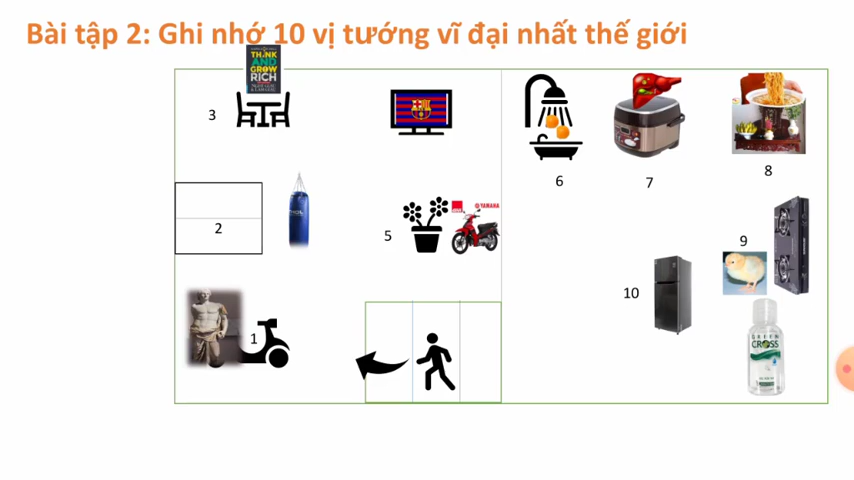 Bài tập 2: Ghi nhớ 10 vị tướng vĩ đại nhất thế giới
THiNK
AND
GROW
RICH
3
6
7
8
2
5
YAMAHA
9
10
1
GREEN
CROSS